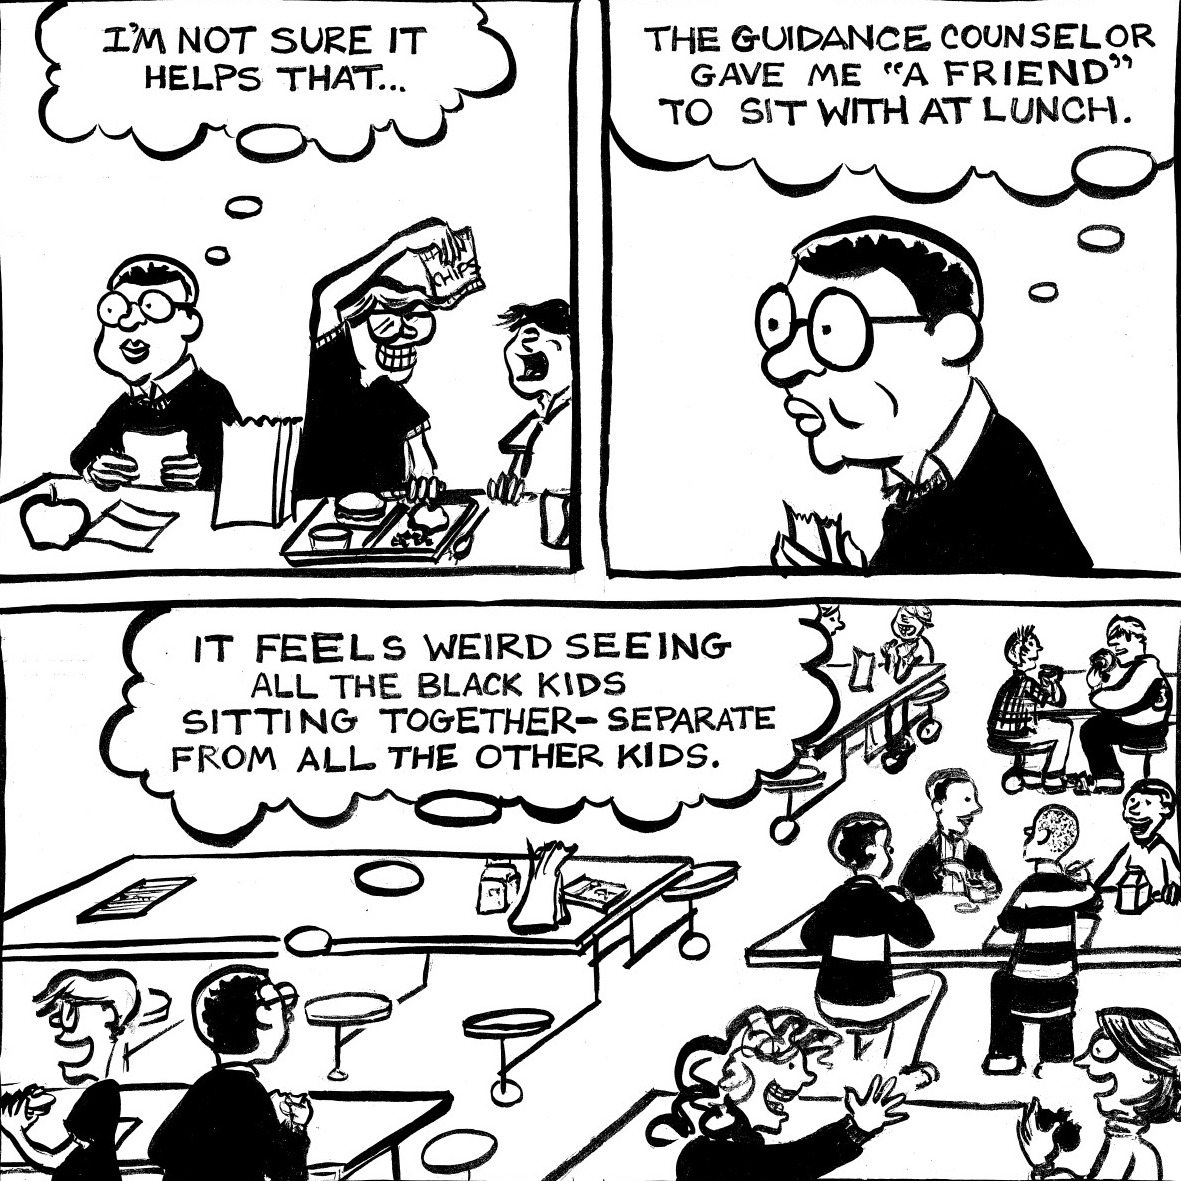 I'M NOT SURE IT
HELPS THAT...
CHIPS
THE GUIDANCE COUNSELOR
GAVE ME “A FRIEND”
TO SIT WITH AT LUNCH.
IT FEELS WEIRD SEEING
ALL THE BLACK KIDS
SITTING TOGETHER-SEPARATE
FROM ALL THE OTHER KIDS.